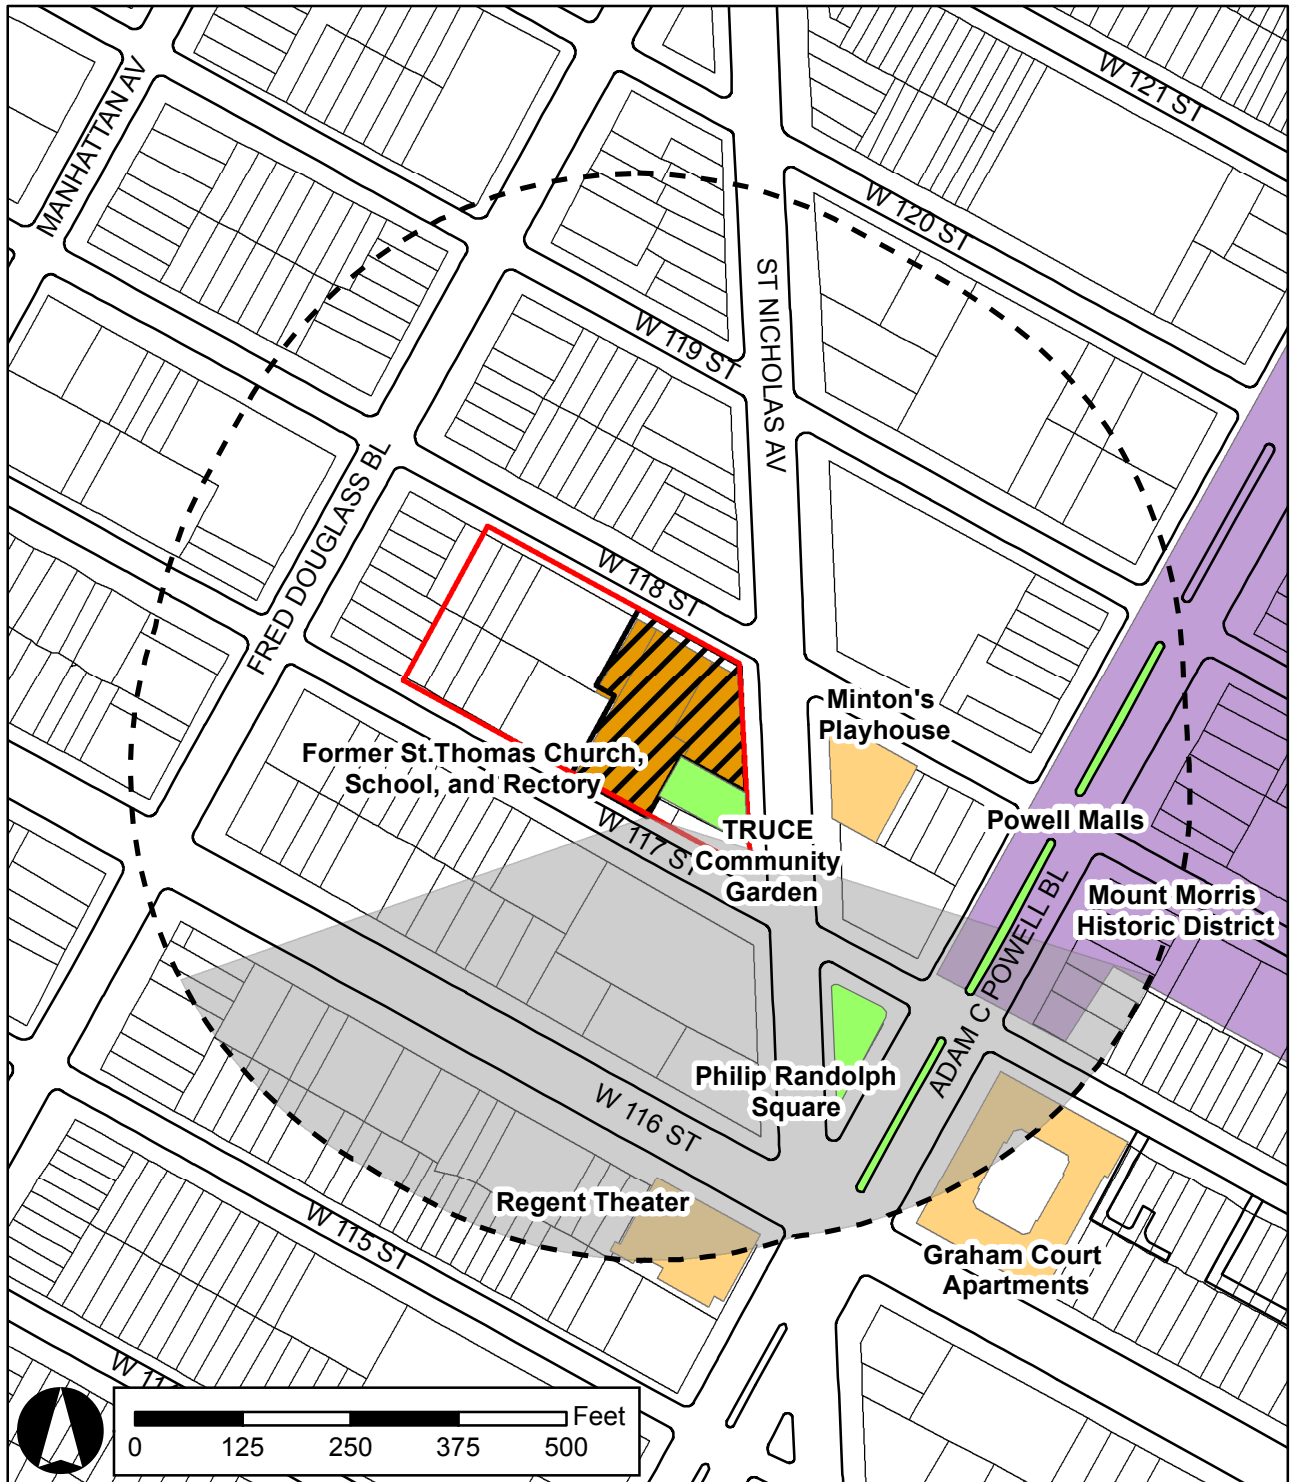 W 121 ST
MANHATTAN AV
W 120 ST
ST NICHOLAS AV
W 119 ST
FRED DOUGLASS BL
W 118 ST
Minton's
Playhouse
Former St.Thomas Church,
School, and Rectory
W 117 ST
TRUCE
Community
Garden
Powell Malls
Mount Morris
Historic District
ADAM C POWELL BL
Philip Randolph
Square
W 116 ST
Regent Theater
W 115 ST
Graham Court
Apartments
W 11
Feet
0 125 250 375 500